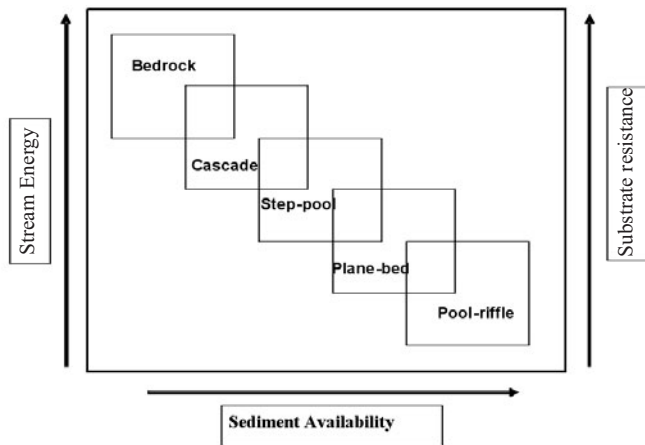 Bedrock
Cascade
Step-pool
Plane-bed
Pool-riffle
Stream Energy
Substrate resistance
Sediment Availability